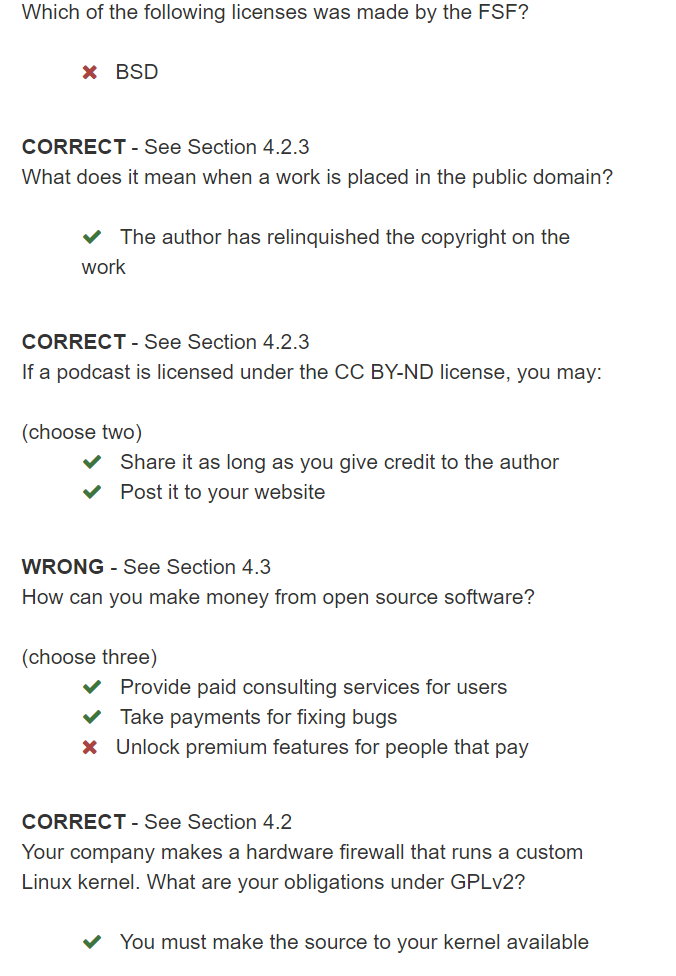 Which of the following licenses was made by the FSF?
✖ BSD
CORRECT - See Section 4.2.3
What does it mean when a work is placed in the public domain?
✔ The author has relinquished the copyright on the
work
CORRECT - See Section 4.2.3
If a podcast is licensed under the CC BY-ND license, you may:
(choose two)
✔ Share it as long as you give credit to the author
✔ Post it to your website
WRONG - See Section 4.3
How can you make money from open source software?
(choose three)
✔ Provide paid consulting services for users
✔ Take payments for fixing bugs
✖ Unlock premium features for people that pay
CORRECT - See Section 4.2
Your company makes a hardware firewall that runs a custom
Linux kernel. What are your obligations under GPLv2?
✔ You must make the source to your kernel available